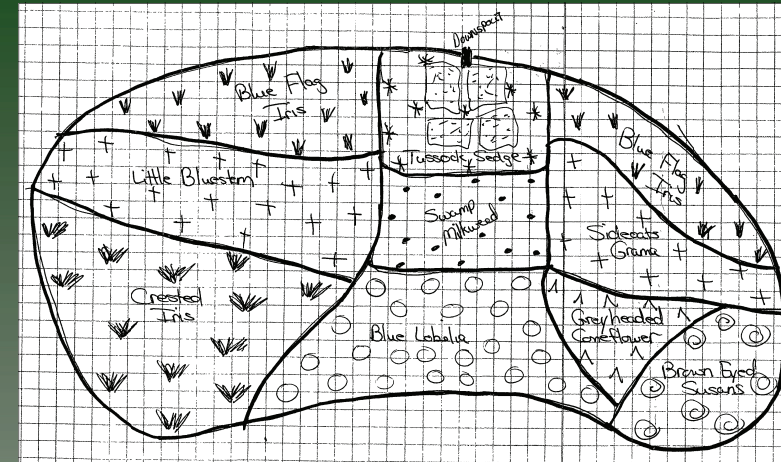 Downspout
Blue Flag
Iris
Tussock Sedge
Blue Flag
Iris
Little Bluestem
Swamp
Milkweed
Sideoats
Grama
Crested
Iris
Blue Lobelia
Greyheaded
Coneflower
Brown Eyed
Susans